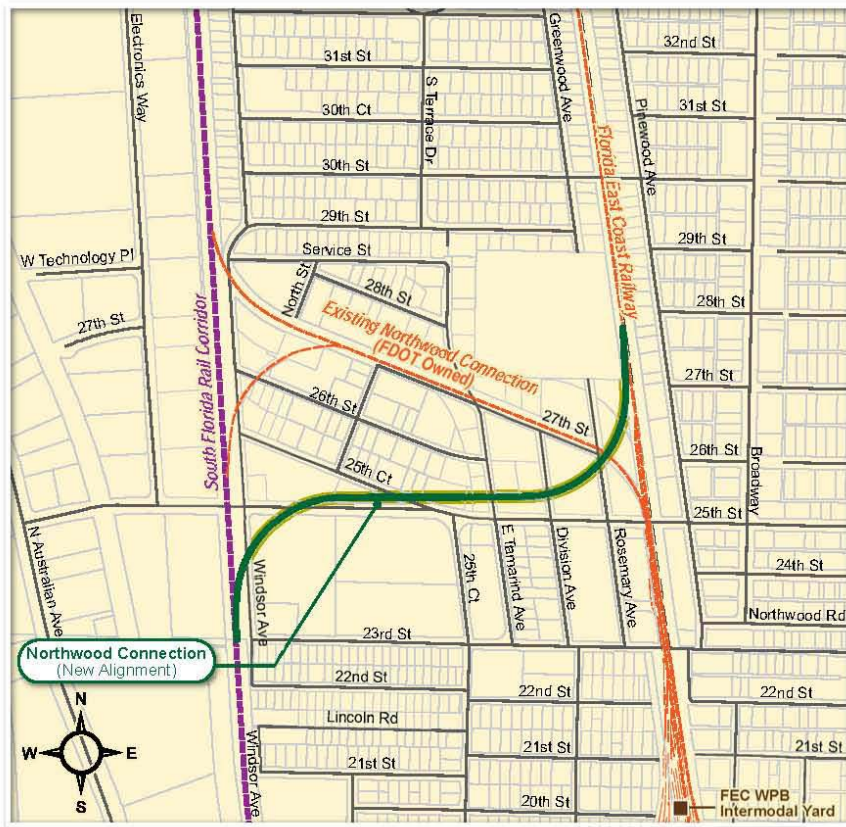 Electronics Way
31st St
30th Ct
S Terrace Dr
30th St
29th St
Service St
Greenwood Ave
32nd St
31st St
Pinewood Ave
30th St
29th St
28th St
27th St
26th St
Broadway
25th St
24th St
Northwood Rd
Florida East Coast Railway
W Technology Pl
27th St
North St
28th St
Existing Northwood Connection
(FDOT Owned)
27th St
26th St
25th Ct
South Florida Rail Corridor
N Australian Ave
Windsor Ave
25th Ct
E Tamarind Ave
Division Ave
Rosemary Ave
23rd St
Northwood Connection
(New Alignment)
22nd St
22nd St
22nd St
Lincoln Rd
Windsor Ave
21st St
21st St
21st St
20th St
N
W
E
S
FEC WPB
Intermodal Yard